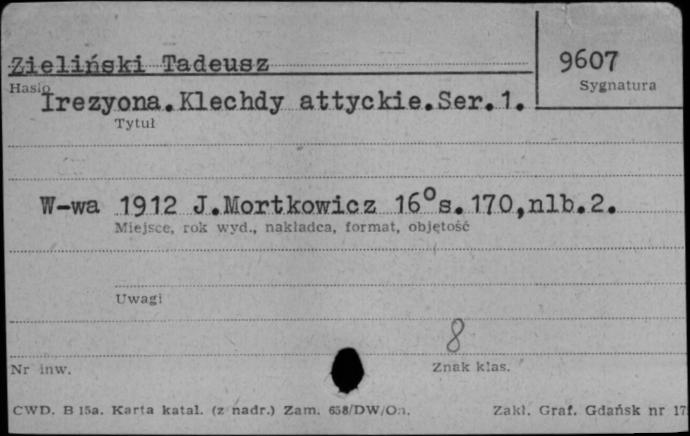 Zieliński Tadeusz
9607
Hasło
Sygnatura
Irezyona.Klechdy attyckie.Ser.1.
Tytuł
W-wa 1912 J.Mortkowicz 16° s.170,nlb.2.
Miejsce, rok wyd., nakładca, format, objętość
Uwagi
8
Nr inw.
Znak klas.
CWD. B 15a. Karta katal. (z nadr.) Zam. 658/DW/On.
Zakł. Graf. Gdańsk nr 17